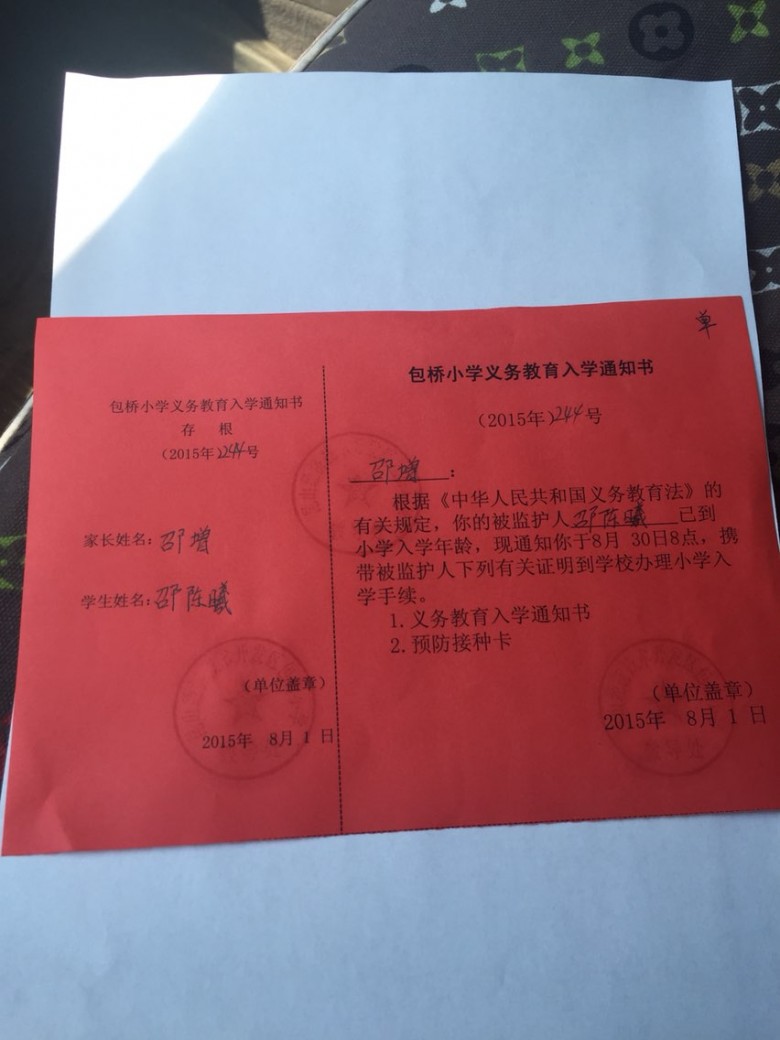 包桥小学义务教育入学通知书
存 根
(2015年)244号
家长姓名:邵增
学生姓名:邵陈曦
(单位盖章)
2015年 8月 1 日
单
包桥小学义务教育入学通知书
(2015年)244号
邵增:
根据《中华人民共和国义务教育法》的
有关规定,你的被监护人邵陈曦已到
小学入学年龄,现通知你于8月 30日8点,携
带被监护人下列有关证明到学校办理小学入
学手续。
1.义务教育入学通知书
2.预防接种卡
(单位盖章)
2015年 8月 1 日